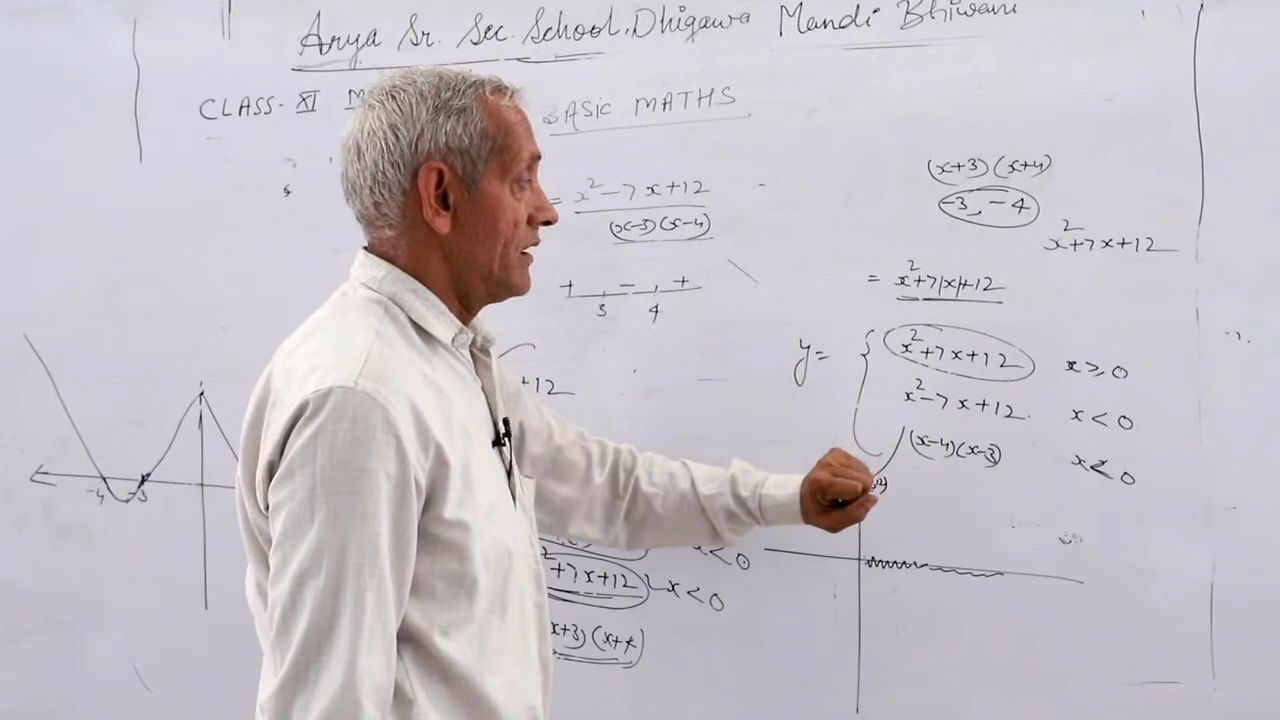 Arya Sr. Sec. School, Dhigawa Mandi Bhiwani
CLASS-XI M
BASIC MATHS
= x²-7x+12
(x-3)(x-4)
+ - +
3 4
+12
-4 -3
x<0
+7x+12 x<0
x+3)(x+
(x+3)(x+4)
-3, -4
x²+7x+12
= x²+7|x|+12
y= { x²+7x+12 x>,0
x²-7x+12. x<0
(x-4)(x-3) x<0